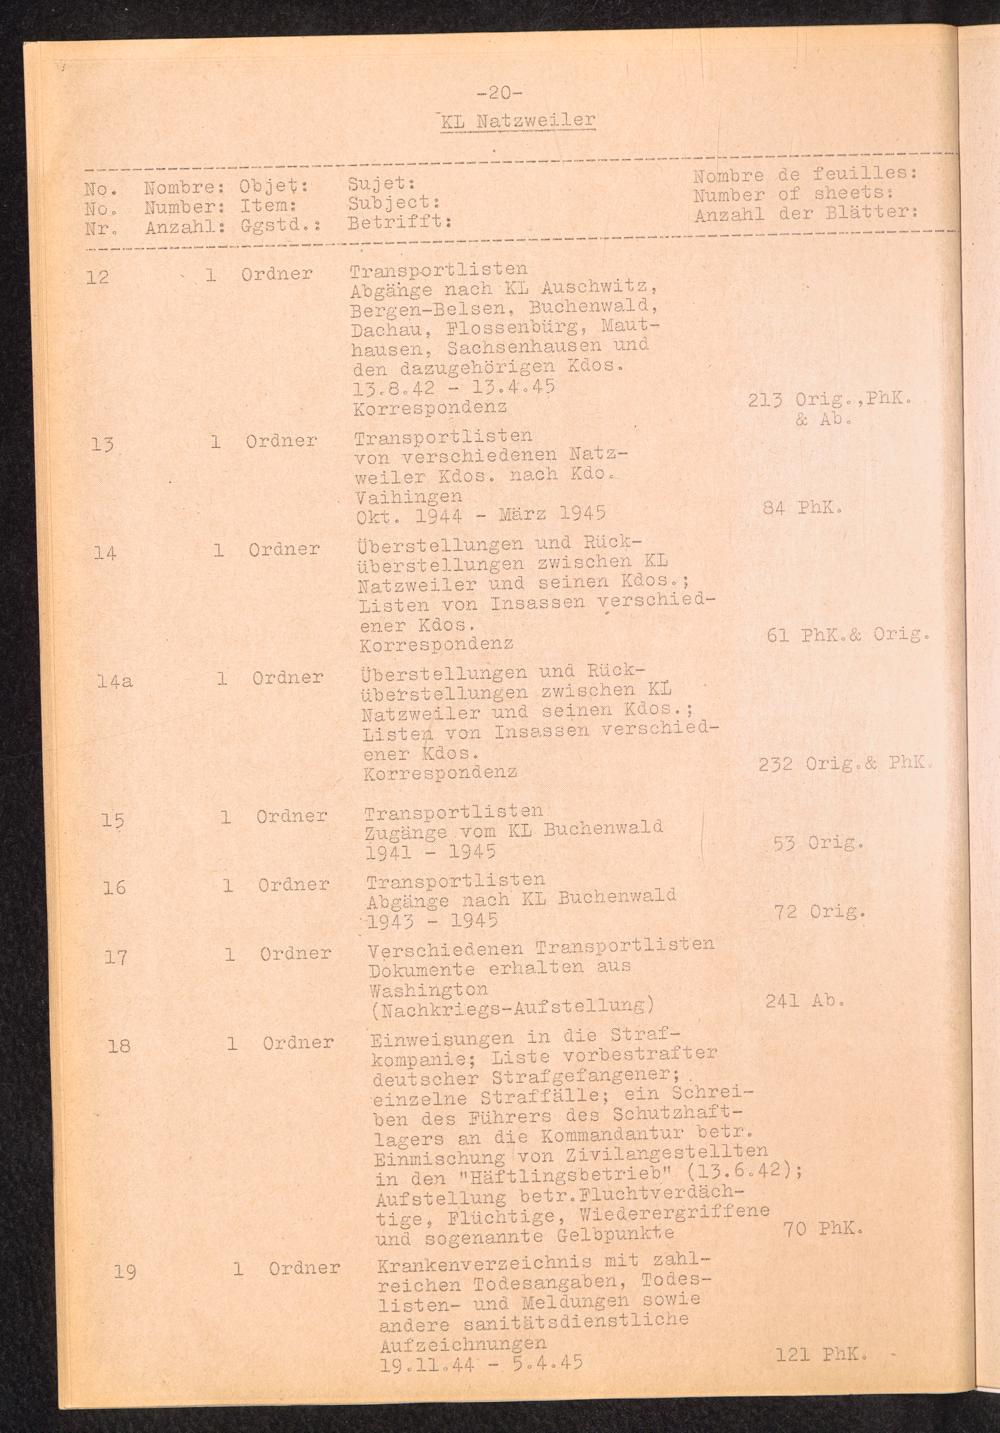 -20-
KL Natzweiler
No. Nombre: Objet: Sujet: Nombre de feuilles:
No. Number: Item: Subject: Number of sheets:
Nr. Anzahl: Ggstd.: Betrifft: Anzahl der Blätter:
12 1 Ordner Transportlisten
Abgänge nach KL Auschwitz,
Bergen-Belsen, Buchenwald,
Dachau, Flossenbürg, Maut-
hausen, Sachsenhausen und
den dazugehörigen Kdos.
13.8.42 - 13.4.45
Korrespondenz 213 Orig.,PhK.
& Ab.
13 1 Ordner Transportlisten
von verschiedenen Natz-
weiler Kdos. nach Kdo.
Vaihingen
Okt. 1944 - März 1945 84 PhK.
14 1 Ordner Überstellungen und Rück-
überstellungen zwischen KL
Natzweiler und seinen Kdos.;
Listen von Insassen verschied-
ener Kdos.
Korrespondenz 61 PhK.& Orig.
14a 1 Ordner Überstellungen und Rück-
überstellungen zwischen KL
Natzweiler und seinen Kdos.;
Listen von Insassen verschied-
ener Kdos.
Korrespondenz 232 Orig.& PhK.
15 1 Ordner Transportlisten
Zugänge vom KL Buchenwald
1941 - 1945 53 Orig.
16 1 Ordner Transportlisten
Abgänge nach KL Buchenwald
1943 - 1945 72 Orig.
17 1 Ordner Verschiedenen Transportlisten
Dokumente erhalten aus
Washington
(Nachkriegs-Aufstellung) 241 Ab.
18 1 Ordner Einweisungen in die Straf-
kompanie; Liste vorbestrafter
deutscher Strafgefangener;
einzelne Straffälle; ein Schrei-
ben des Führers des Schutzhaft-
lagers an die Kommandantur betr.
Einmischung von Zivilangestellten
in den "Häftlingsbetrieb" (13.6.42);
Aufstellung betr.Fluchtverdäch-
tige, Flüchtige, Wiederergriffene
und sogenannte Gelbpunkte 70 PhK.
19 1 Ordner Krankenverzeichnis mit zahl-
reichen Todesangaben, Todes-
listen- und Meldungen sowie
andere sanitätsdienstliche
Aufzeichnungen
19.11.44 - 5.4.45 121 PhK.